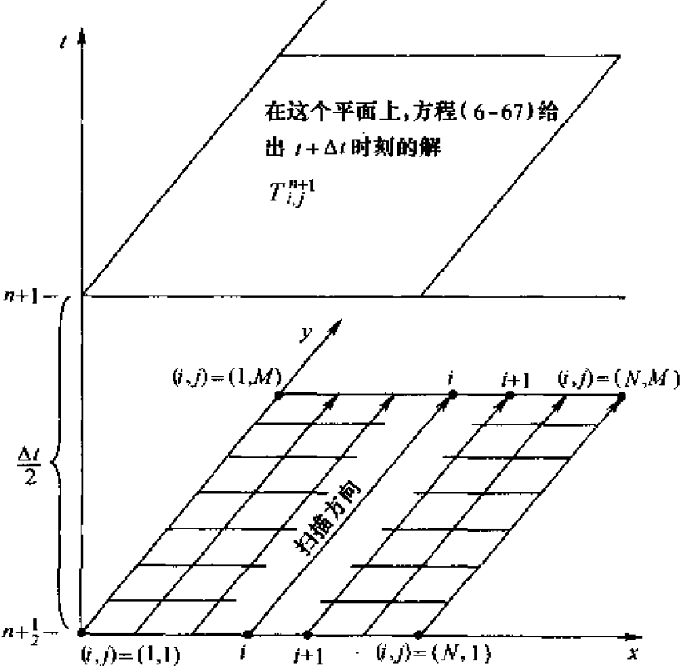 t
在这个平面上,方程(6-67)给
出 t+Δt时刻的解
T^{n+1}_{i,j}
n+1
y
(i,j)=(1,M)
i
i+1
(i,j)=(N,M)
Δt/2
扫描方向
n+1/2
(i,j)=(1,1)
i
i+1
(i,j)=(N,1)
x